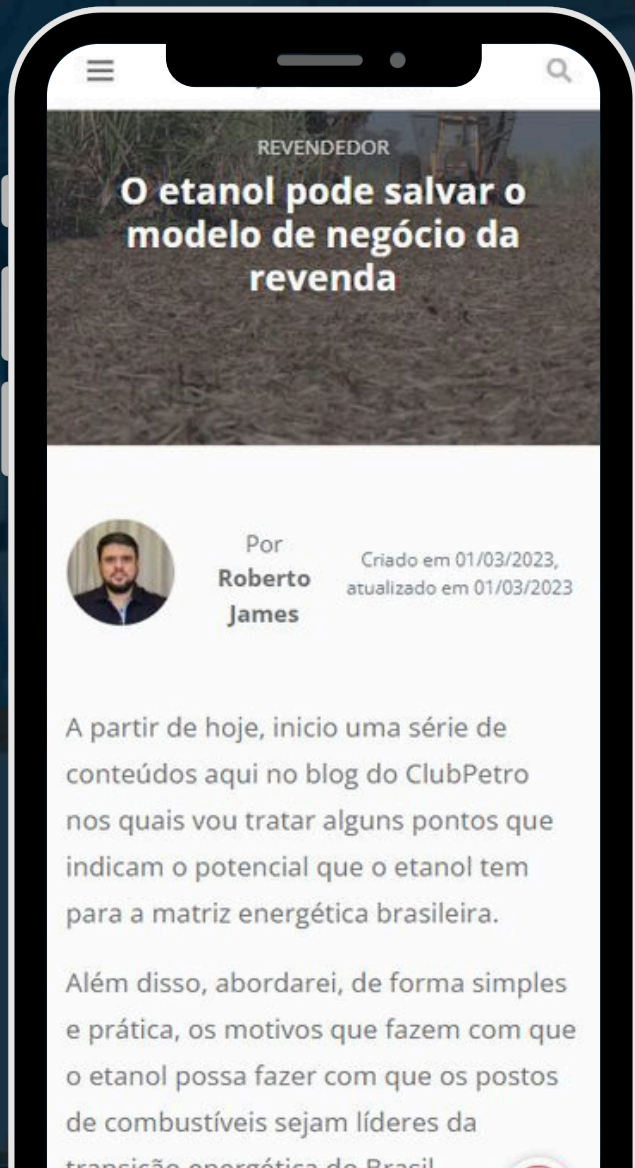 REVENDEDOR
O etanol pode salvar o
modelo de negócio da
revenda
Por
Roberto
James
Criado em 01/03/2023,
atualizado em 01/03/2023
A partir de hoje, inicio uma série de
conteúdos aqui no blog do ClubPetro
nos quais vou tratar alguns pontos que
indicam o potencial que o etanol tem
para a matriz energética brasileira.
Além disso, abordarei, de forma simples
e prática, os motivos que fazem com que
o etanol possa fazer com que os postos
de combustíveis sejam líderes da
transição energética do Brasil